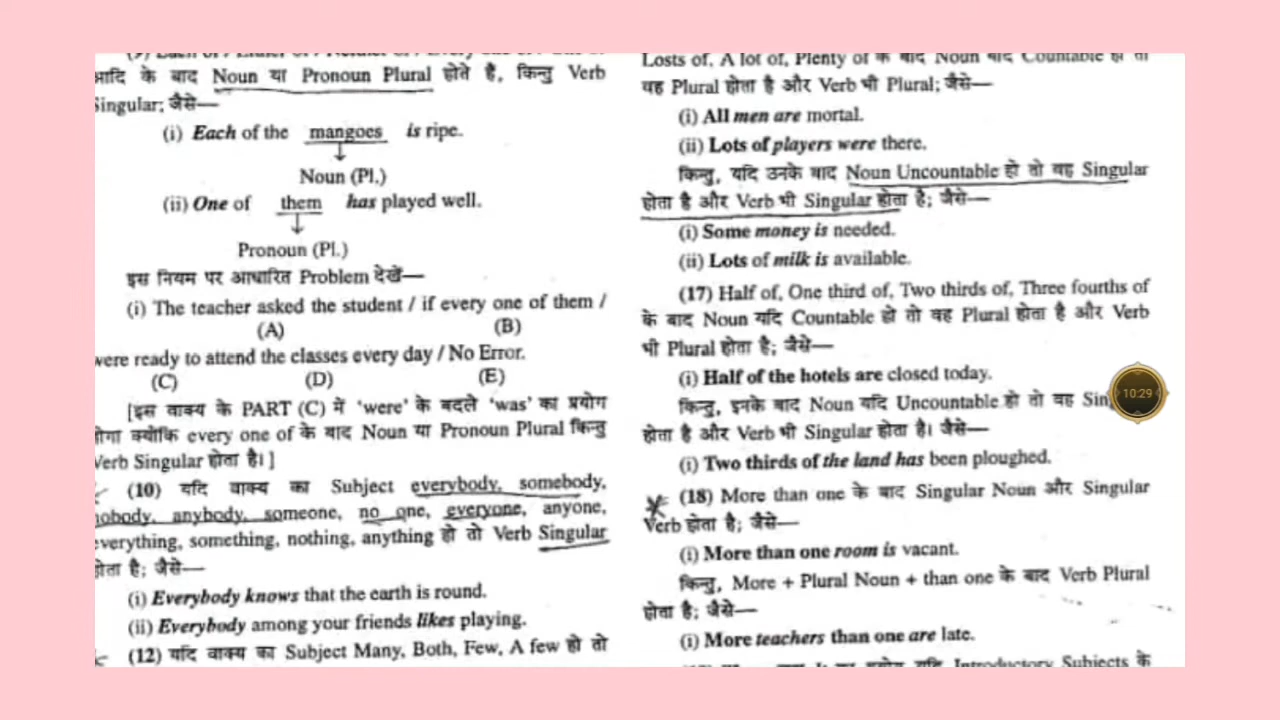 आदि के बाद Noun या Pronoun Plural होते है, किन्तु Verb
Singular; जैसे—
(i) Each of the mangoes is ripe.
Noun (Pl.)
(ii) One of them has played well.
Pronoun (Pl.)
इस नियम पर आधारित Problem देखें—
(i) The teacher asked the student / if every one of them /
(A) (B)
were ready to attend the classes every day / No Error.
(C) (D) (E)
[इस वाक्य के PART (C) में ‘were’ के बदले ‘was’ का प्रयोग
होगा क्योंकि every one of के बाद Noun या Pronoun Plural किन्तु
Verb Singular होता है।]
(10) यदि वाक्य का Subject everybody, somebody,
nobody, anybody, someone, no one, everyone, anyone,
everything, something, nothing, anything हो तो Verb Singular
होता है; जैसे—
(i) Everybody knows that the earth is round.
(ii) Everybody among your friends likes playing.
(12) यदि वाक्य का Subject Many, Both, Few, A few हो तो
Losts of, A lot of, Plenty of के बाद Noun यदि Countable हो तो
वह Plural होता है और Verb भी Plural; जैसे—
(i) All men are mortal.
(ii) Lots of players were there.
किन्तु, यदि उनके बाद Noun Uncountable हो तो वह Singular
होता है और Verb भी Singular होता है; जैसे—
(i) Some money is needed.
(ii) Lots of milk is available.
(17) Half of, One third of, Two thirds of, Three fourths of
के बाद Noun यदि Countable हो तो वह Plural होता है और Verb
भी Plural होता है; जैसे—
(i) Half of the hotels are closed today.
किन्तु, इनके बाद Noun यदि Uncountable हो तो वह Sing
होता है और Verb भी Singular होता है। जैसे—
(i) Two thirds of the land has been ploughed.
(18) More than one के बाद Singular Noun और Singular
Verb होता है; जैसे—
(i) More than one room is vacant.
किन्तु, More + Plural Noun + than one के बाद Verb Plural
होता है; जैसे—
(i) More teachers than one are late.
Introductory Subjects के
10:29